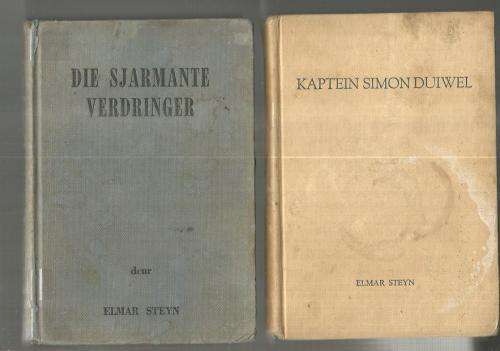 DIE SJARMANTE
VERDRINGER
deur
ELMAR STEYN
KAPTEIN SIMON DUIWEL
ELMAR STEYN